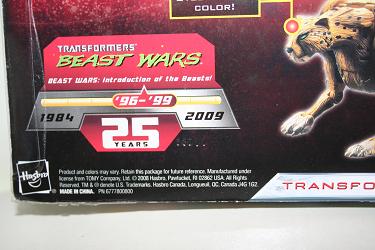 COLOR!
TRANSFORMERS
BEAST WARS
BEAST WARS: Introduction of the Beasts!
'96-'99
1984 2009
25
YEARS
Hasbro
Product and colors may vary. Retain this package for future reference. Manufactured under
license from TOMY Company, Ltd. © 2008 Hasbro, Pawtucket, RI 02862 USA. All Rights
Reserved. TM & ® denote U.S. Trademarks. Hasbro Canada, Longueuil, QC, Canada J4G 1G2.
MADE IN CHINA. PN 6777800800
TRANSFO